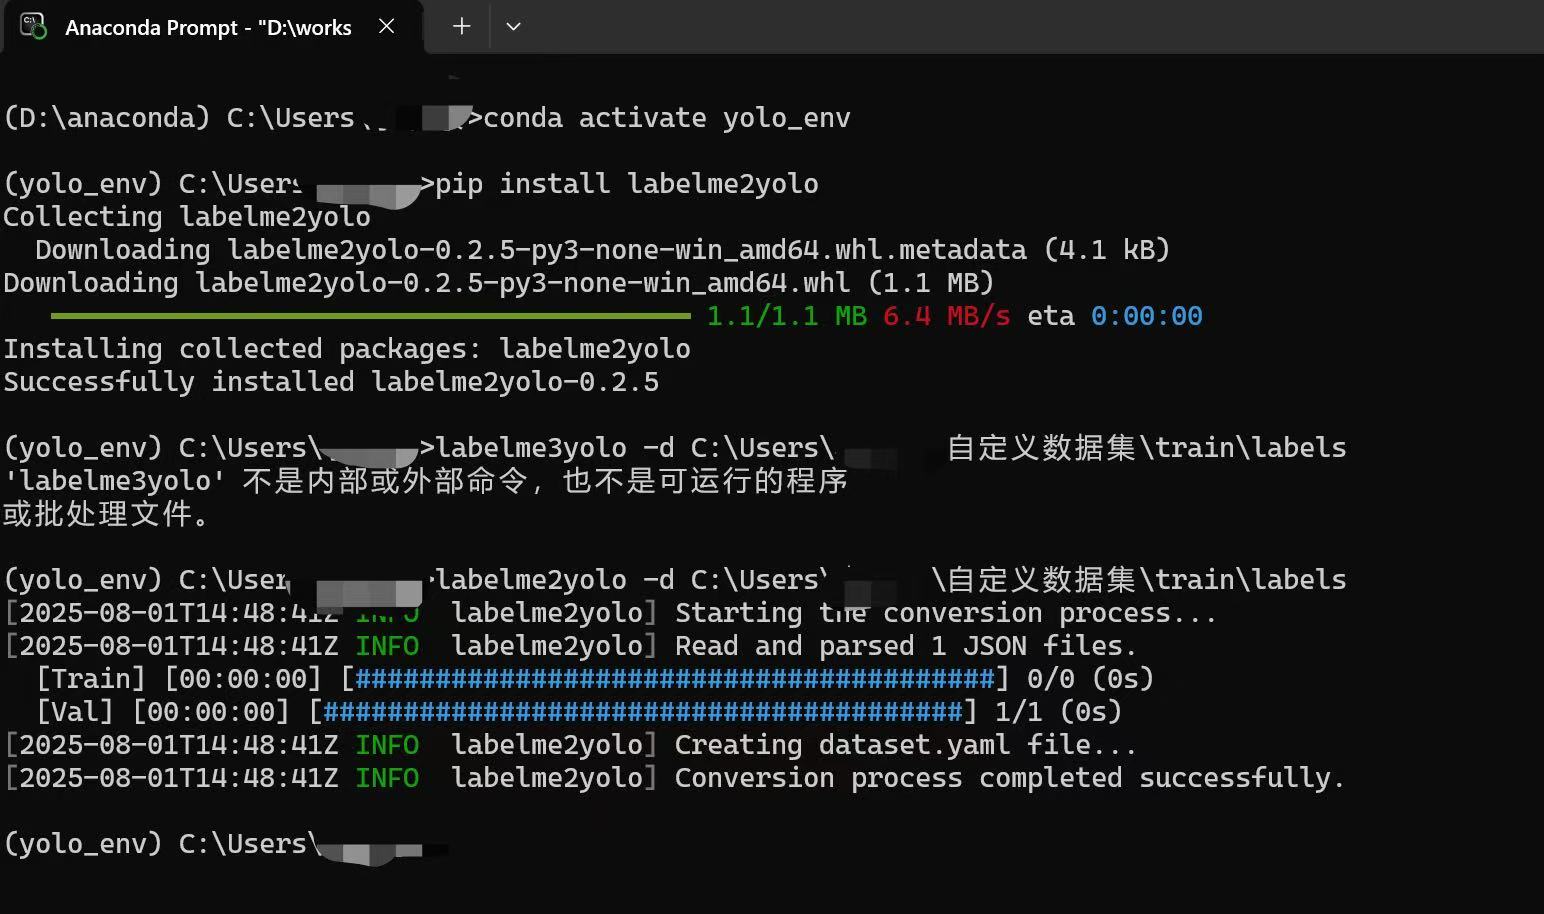 Anaconda Prompt - "D:\works
(D:\anaconda) C:\Users\ >conda activate yolo_env
(yolo_env) C:\Users >pip install labelme2yolo
Collecting labelme2yolo
Downloading labelme2yolo-0.2.5-py3-none-win_amd64.whl.metadata (4.1 kB)
Downloading labelme2yolo-0.2.5-py3-none-win_amd64.whl (1.1 MB)
1.1/1.1 MB 6.4 MB/s eta 0:00:00
Installing collected packages: labelme2yolo
Successfully installed labelme2yolo-0.2.5
(yolo_env) C:\Users\ >labelme3yolo -d C:\Users\ 自定义数据集\train\labels
'labelme3yolo' 不是内部或外部命令，也不是可运行的程序
或批处理文件。
(yolo_env) C:\User >labelme2yolo -d C:\Users\ \自定义数据集\train\labels
[2025-08-01T14:48:41Z INFO labelme2yolo] Starting the conversion process...
[2025-08-01T14:48:41Z INFO labelme2yolo] Read and parsed 1 JSON files.
[Train] [00:00:00] [########################################] 0/0 (0s)
[Val] [00:00:00] [########################################] 1/1 (0s)
[2025-08-01T14:48:41Z INFO labelme2yolo] Creating dataset.yaml file...
[2025-08-01T14:48:41Z INFO labelme2yolo] Conversion process completed successfully.
(yolo_env) C:\Users\